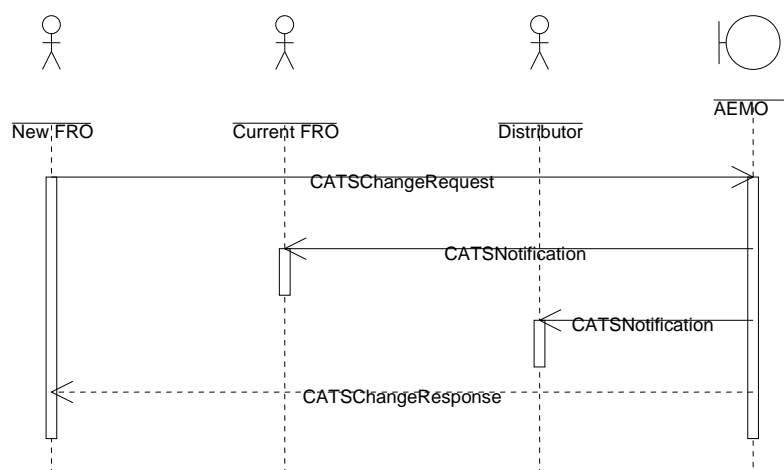 AEMO
New FRO
Current FRO
Distributor
CATSChangeRequest
CATSNotification
CATSNotification
CATSChangeResponse